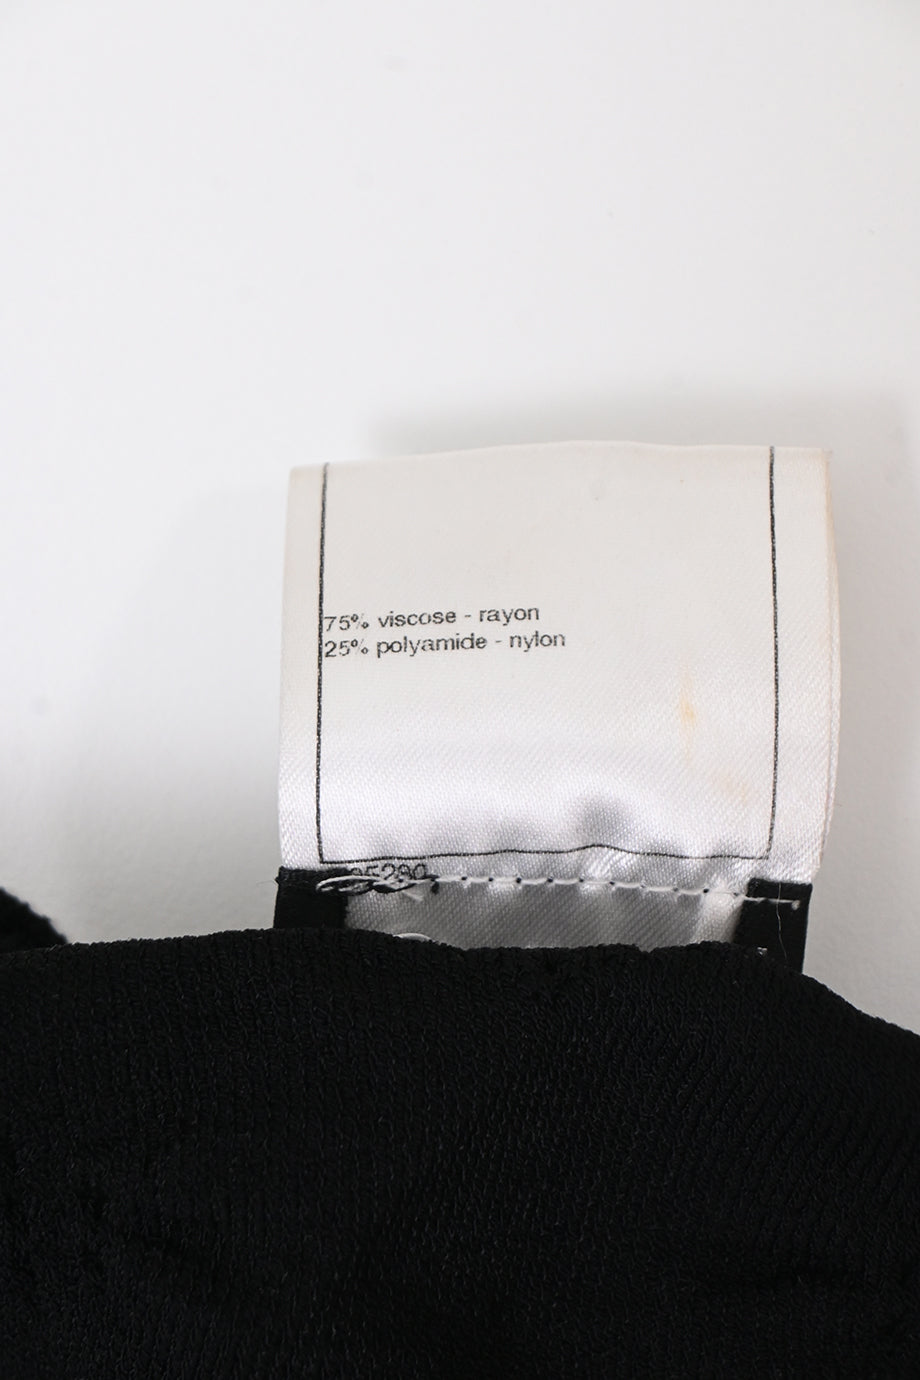 75% viscose - rayon
25% polyamide - nylon